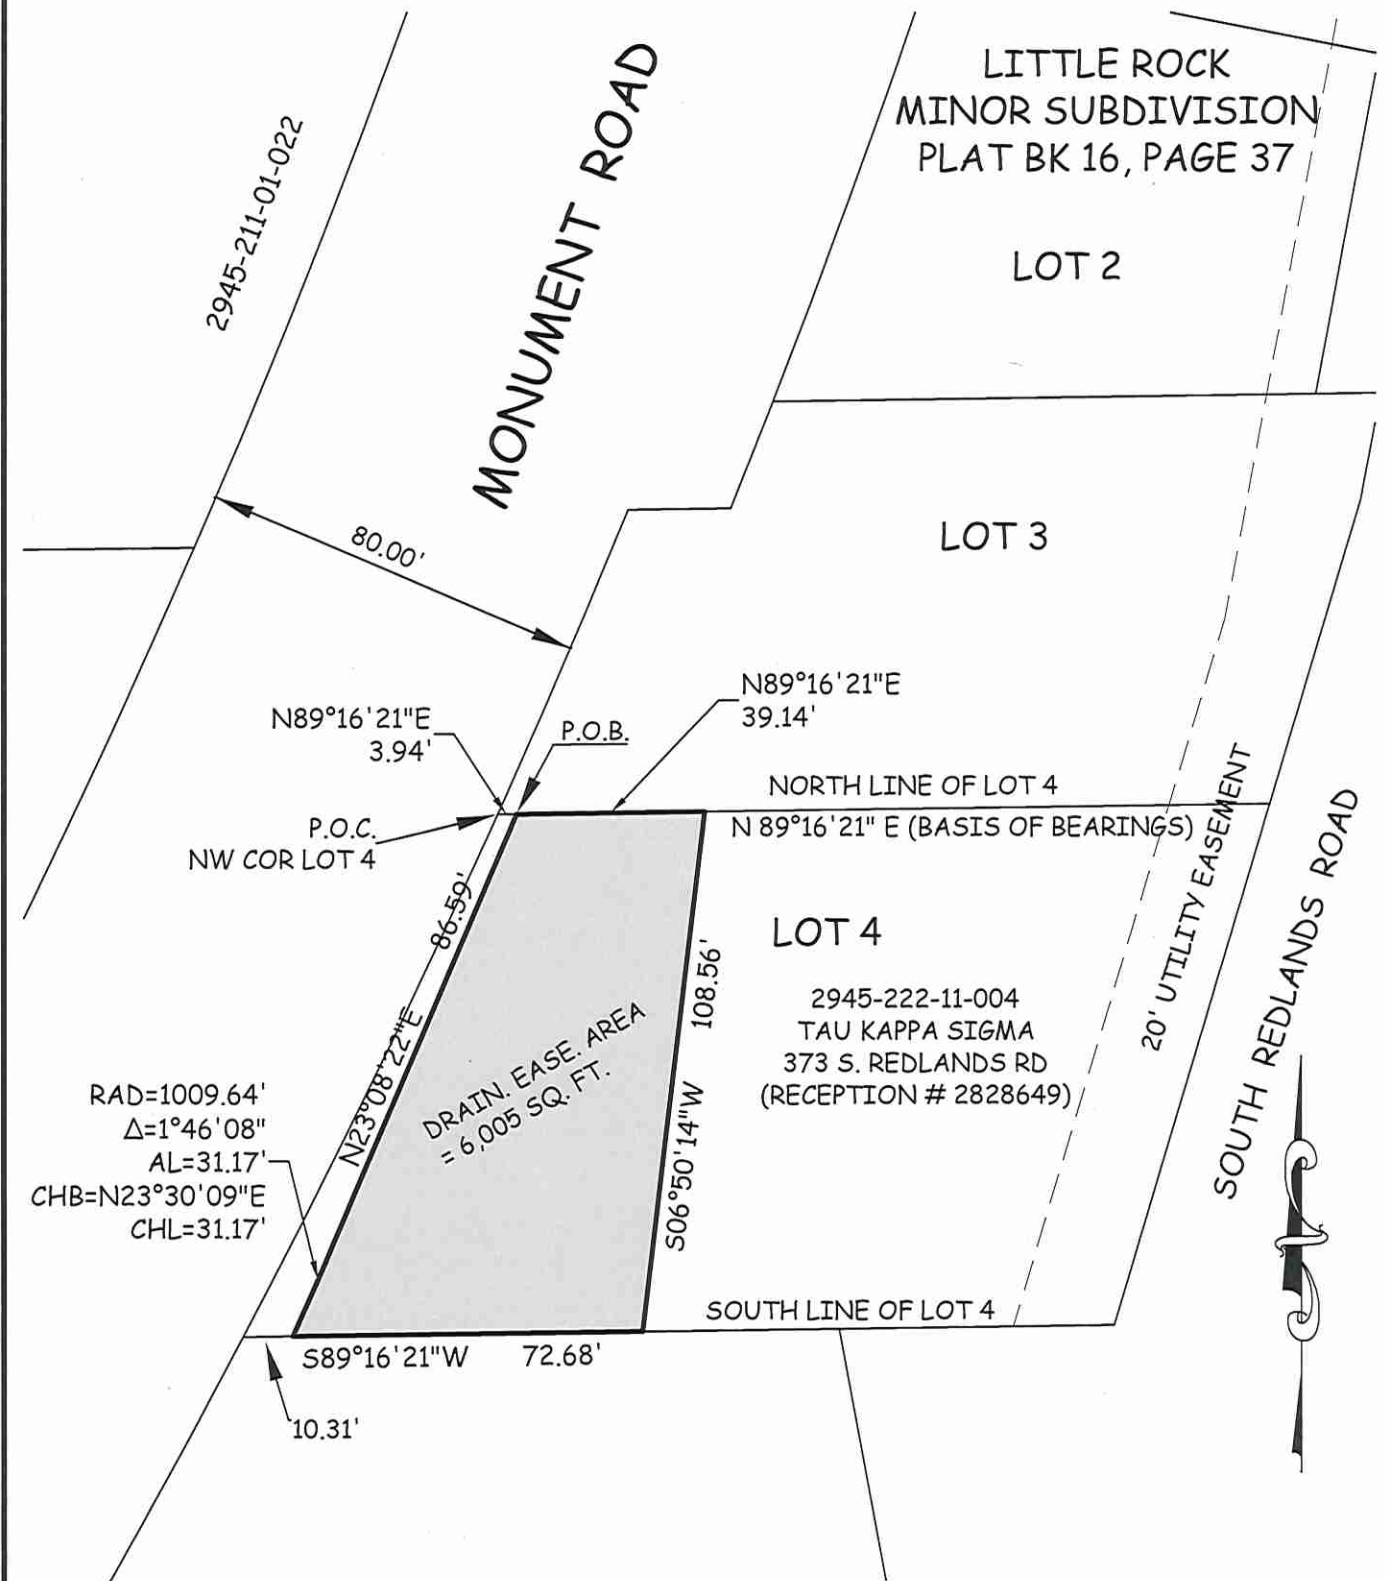 LITTLE ROCK
MINOR SUBDIVISION
PLAT BK 16, PAGE 37
2945-211-01-022
MONUMENT ROAD
LOT 2
80.00'
LOT 3
N89°16'21"E
3.94'
P.O.B.
N89°16'21"E
39.14'
NORTH LINE OF LOT 4
P.O.C.
NW COR LOT 4
N 89°16'21" E (BASIS OF BEARINGS)
20' UTILITY EASEMENT
SOUTH REDLANDS ROAD
N23°08'22"E 86.59'
LOT 4
2945-222-11-004
TAU KAPPA SIGMA
373 S. REDLANDS RD
(RECEPTION # 2828649)
DRAIN. EASE. AREA
= 6,005 SQ. FT.
S06°50'14"W 108.56'
RAD=1009.64'
Δ=1°46'08"
AL=31.17'
CHB=N23°30'09"E
CHL=31.17'
SOUTH LINE OF LOT 4
S89°16'21"W 72.68'
10.31'